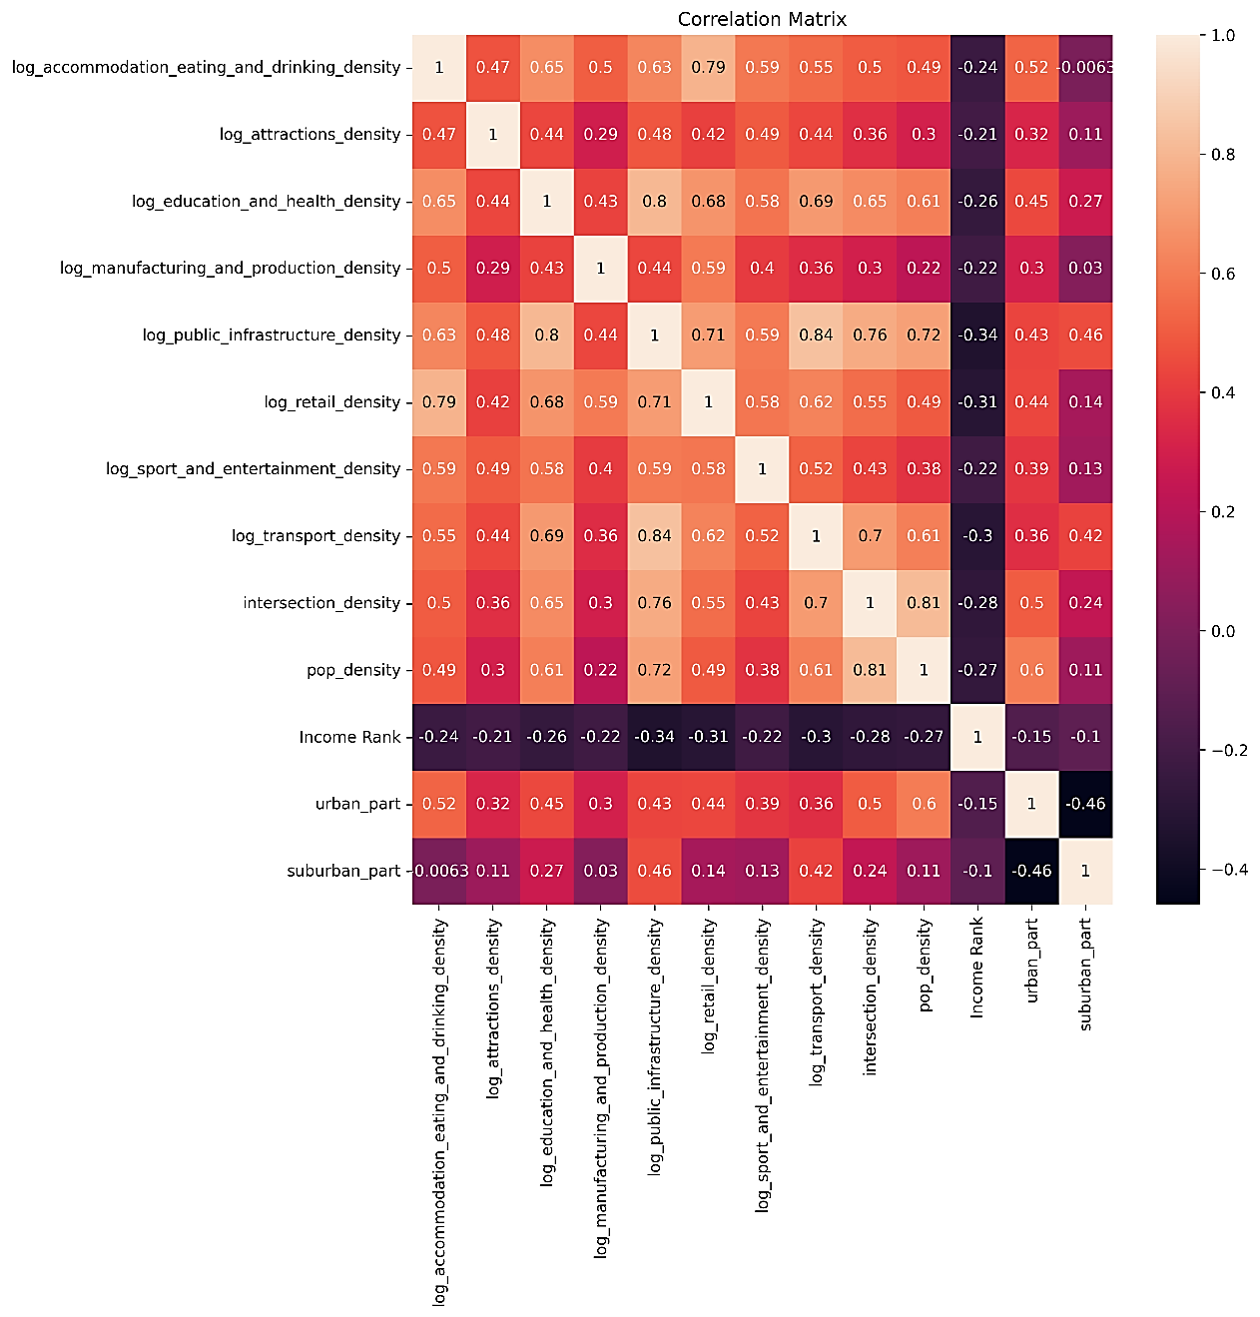 Correlation Matrix
log_accommodation_eating_and_drinking_density 1 0.47 0.65 0.5 0.63 0.79 0.59 0.55 0.5 0.49 -0.24 0.52 -0.0063
log_attractions_density 0.47 1 0.44 0.29 0.48 0.42 0.49 0.44 0.36 0.3 -0.21 0.32 0.11
log_education_and_health_density 0.65 0.44 1 0.43 0.8 0.68 0.58 0.69 0.65 0.61 -0.26 0.45 0.27
log_manufacturing_and_production_density 0.5 0.29 0.43 1 0.44 0.59 0.4 0.36 0.3 0.22 -0.22 0.3 0.03
log_public_infrastructure_density 0.63 0.48 0.8 0.44 1 0.71 0.59 0.84 0.76 0.72 -0.34 0.43 0.46
log_retail_density 0.79 0.42 0.68 0.59 0.71 1 0.58 0.62 0.55 0.49 -0.31 0.44 0.14
log_sport_and_entertainment_density 0.59 0.49 0.58 0.4 0.59 0.58 1 0.52 0.43 0.38 -0.22 0.39 0.13
log_transport_density 0.55 0.44 0.69 0.36 0.84 0.62 0.52 1 0.7 0.61 -0.3 0.36 0.42
intersection_density 0.5 0.36 0.65 0.3 0.76 0.55 0.43 0.7 1 0.81 -0.28 0.5 0.24
pop_density 0.49 0.3 0.61 0.22 0.72 0.49 0.38 0.61 0.81 1 -0.27 0.6 0.11
Income Rank -0.24 -0.21 -0.26 -0.22 -0.34 -0.31 -0.22 -0.3 -0.28 -0.27 1 -0.15 -0.1
urban_part 0.52 0.32 0.45 0.3 0.43 0.44 0.39 0.36 0.5 0.6 -0.15 1 -0.46
suburban_part -0.0063 0.11 0.27 0.03 0.46 0.14 0.13 0.42 0.24 0.11 -0.1 -0.46 1
log_accommodation_eating_and_drinking_density
log_attractions_density
log_education_and_health_density
log_manufacturing_and_production_density
log_public_infrastructure_density
log_retail_density
log_sport_and_entertainment_density
log_transport_density
intersection_density
pop_density
Income Rank
urban_part
suburban_part
1.0
0.8
0.6
0.4
0.2
0.0
−0.2
−0.4